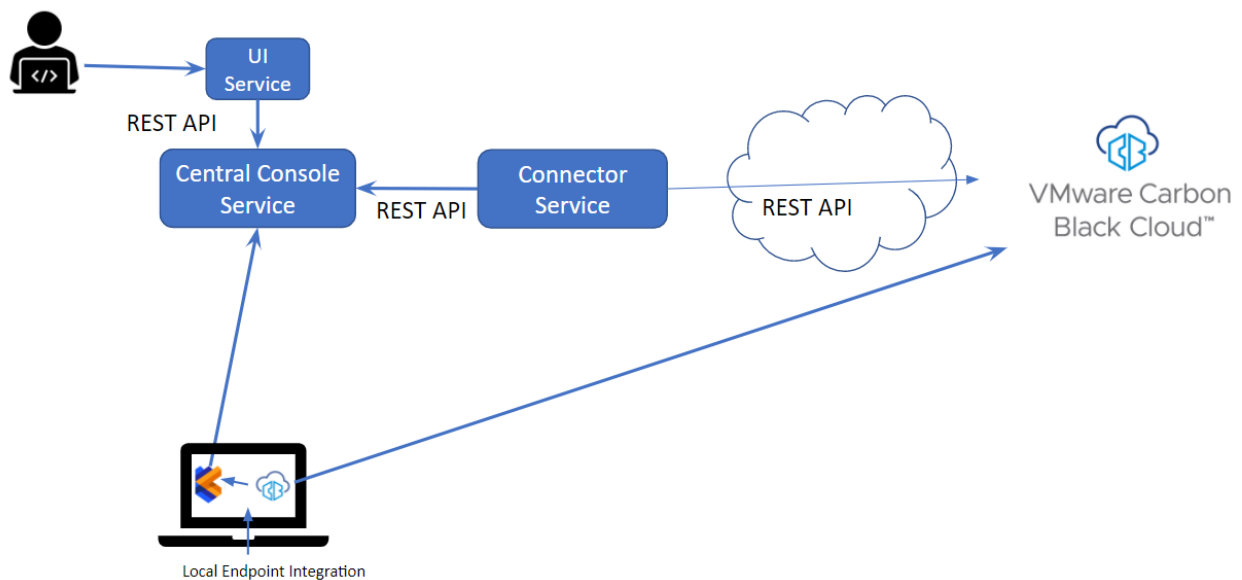 </>
UI
Service
REST API
Central Console
Service
REST API
Connector
Service
REST API
VMware Carbon
Black Cloud™
Local Endpoint Integration